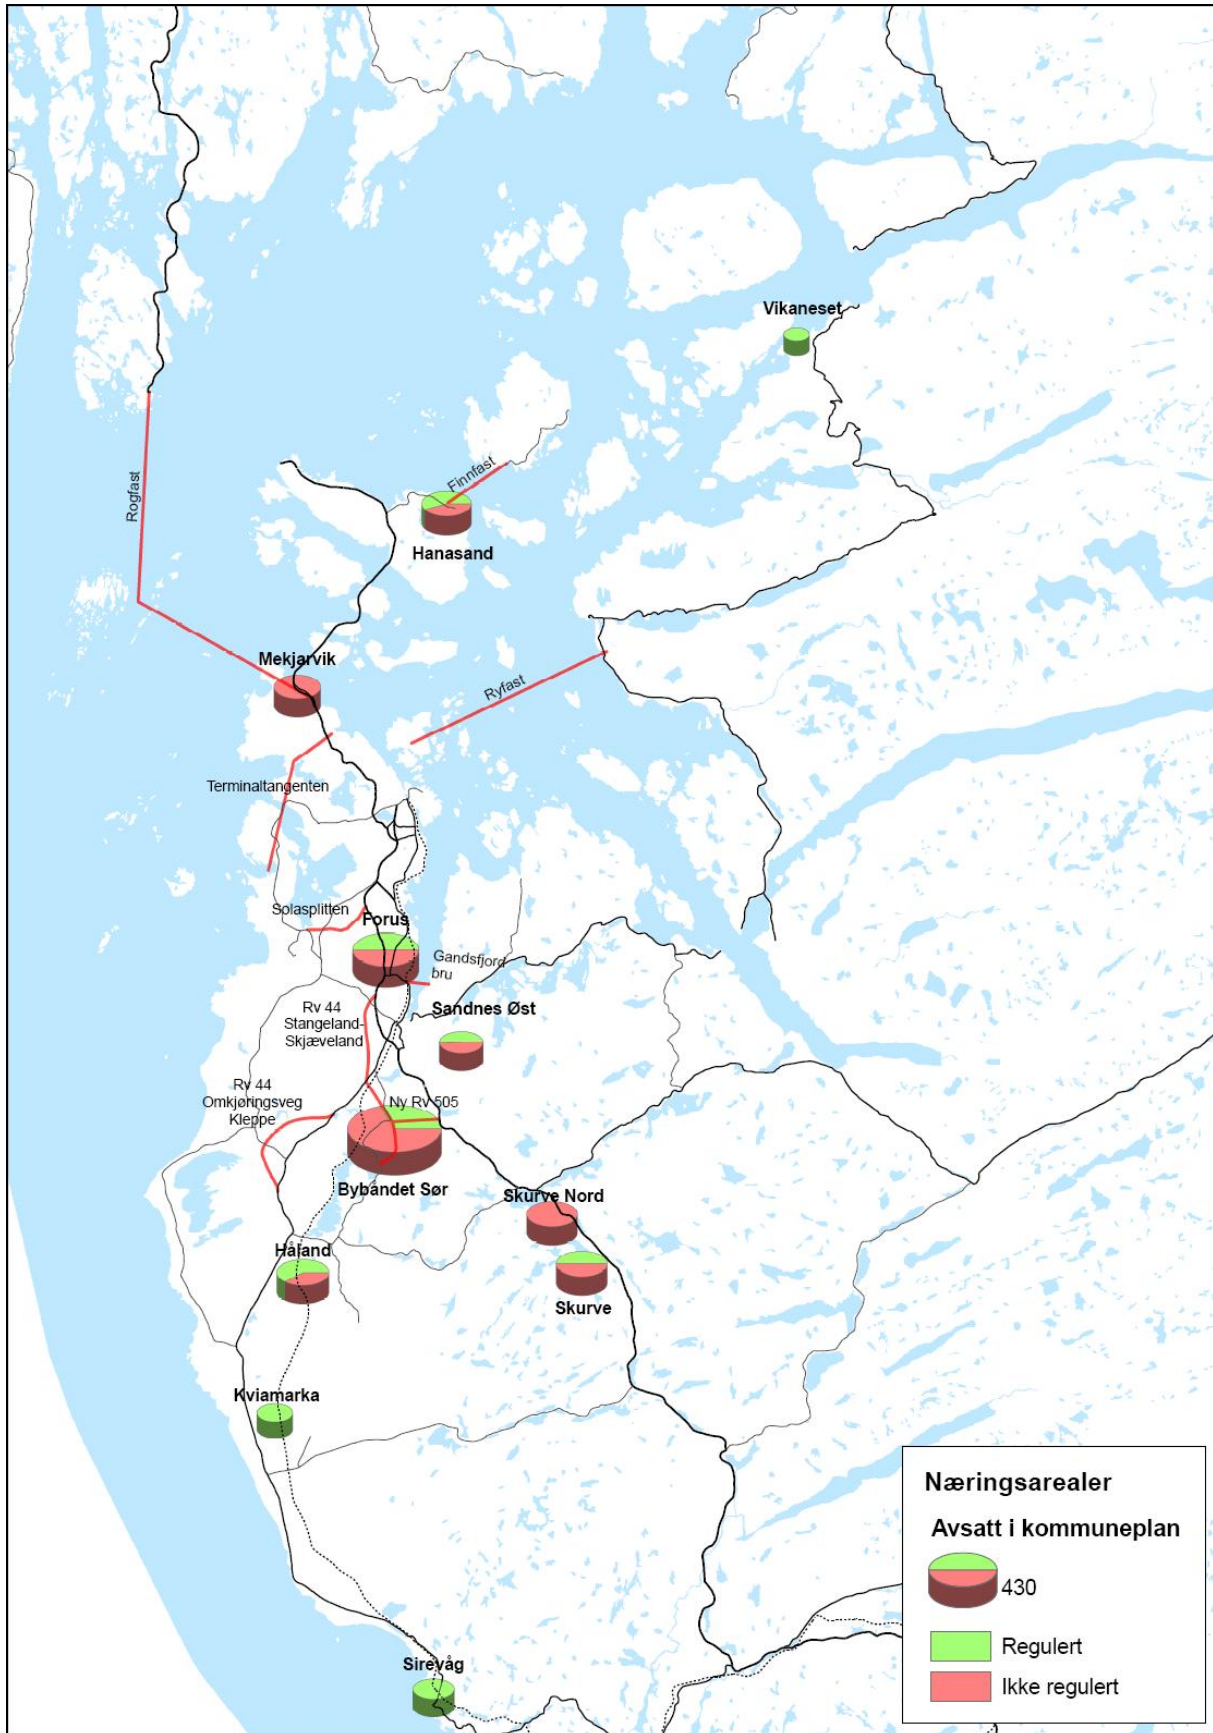 Vikaneset
Finnfast
Rogfast
Hanasand
Mekjarvik
Ryfast
Terminaltangenten
Solasplitten
Forus
Gandsfjord
bru
Rv 44
Stangeland-
Skjæveland
Sandnes Øst
Rv 44
Omkjøringsveg
Kleppe
Ny Rv 505
Bybandet Sør
Skurve Nord
Håland
Skurve
Kviamarka
Sirevåg
Næringsarealer
Avsatt i kommuneplan
430
Regulert
Ikke regulert